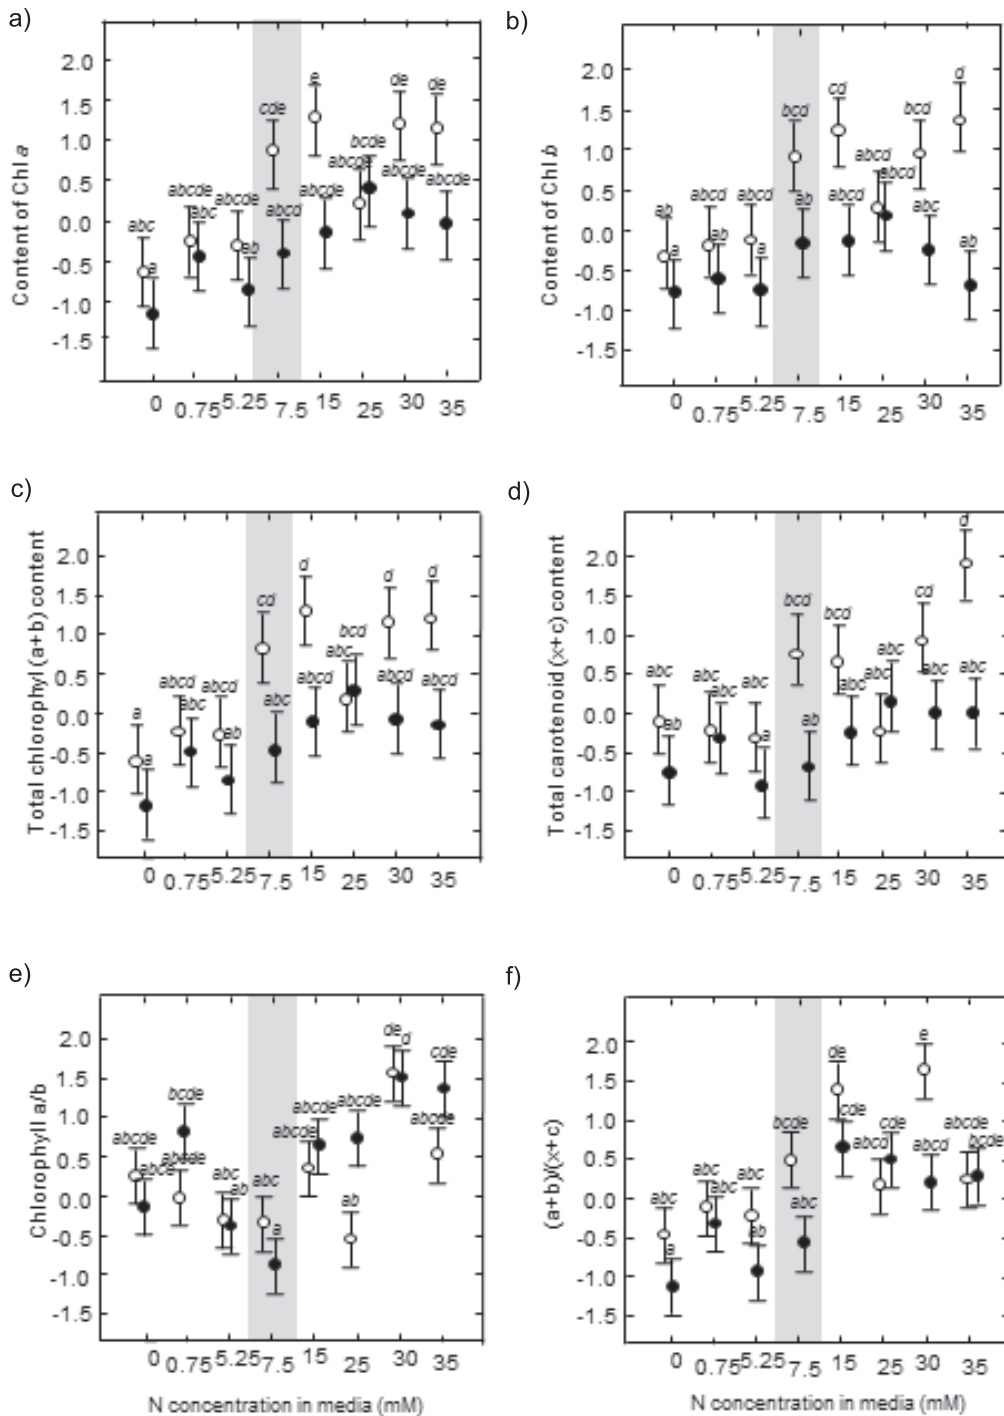 a)
Content of Chl a
2.0
1.5
1.0
0.5
0.0
-0.5
-1.0
-1.5
abc
a
abcde
abc
abcde
ab
cde
abcd
e
abcde
abcde
bcde
de
abcde
de
abcde
0 0.75 5.25 7.5 15 25 30 35
b)
Content of Chl b
2.0
1.5
1.0
0.5
0.0
-0.5
-1.0
-1.5
ab
a
abcd
ab
abcd
a
bcd
ab
cd
abc
abcd
abcd
bcd
abc
d
ab
0 0.75 5.25 7.5 15 25 30 35
c)
Total chlorophyl (a+b) content
2.0
1.5
1.0
0.5
0.0
-0.5
-1.0
-1.5
a
a
abcd
abc
abcd
ab
cd
abc
d
abcd
abc
bcd
d
abcd
d
abcd
0 0.75 5.25 7.5 15 25 30 35
d)
Total carotenoid (x+c) content
2.0
1.5
1.0
0.5
0.0
-0.5
-1.0
-1.5
abc
ab
abc
abc
abc
a
bcd
ab
bcd
abc
abc
abc
cd
abc
d
abc
0 0.75 5.25 7.5 15 25 30 35
e)
Chlorophyll a/b
2.0
1.5
1.0
0.5
0.0
-0.5
-1.0
-1.5
abcde
abcd
abcde
bcde
abc
ab
abc
a
abcde
abcde
ab
abcde
de
d
abcde
cde
0 0.75 5.25 7.5 15 25 30 35
N concentration in media (mM)
f)
(a+b)/(x+c)
2.0
1.5
1.0
0.5
0.0
-0.5
-1.0
-1.5
abc
a
abc
abc
abc
ab
bcde
abc
de
cde
abcd
cde
e
abcd
abcde
bcde
0 0.75 5.25 7.5 15 25 30 35
N concentration in media (mM)